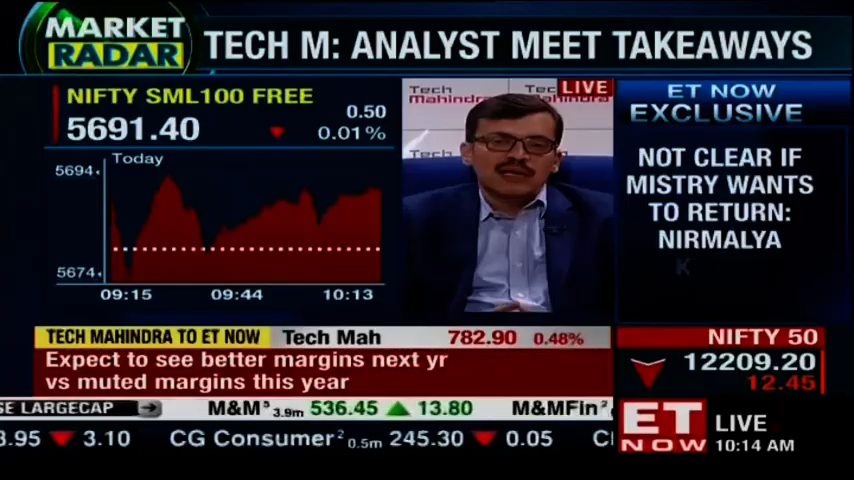 MARKET
RADAR
TECH M: ANALYST MEET TAKEAWAYS
NIFTY SML100 FREE
5691.40
0.50
0.01%
Today
5694
5674
09:15
09:44
10:13
Tech
Mahindra
Tech
LIVE
ET NOW
EXCLUSIVE
NOT CLEAR IF
MISTRY WANTS
TO RETURN:
NIRMALYA
K
TECH MAHINDRA TO ET NOW
Tech Mah
782.90
0.48%
Expect to see better margins next yr
vs muted margins this year
NIFTY 50
12209.20
12.45
SE LARGECAP
M&M 5 3.9m 536.45 13.80 M&MFin 2
3.95 3.10 CG Consumer 2 0.5m 245.30 0.05
ET
NOW
LIVE
10:14 AM